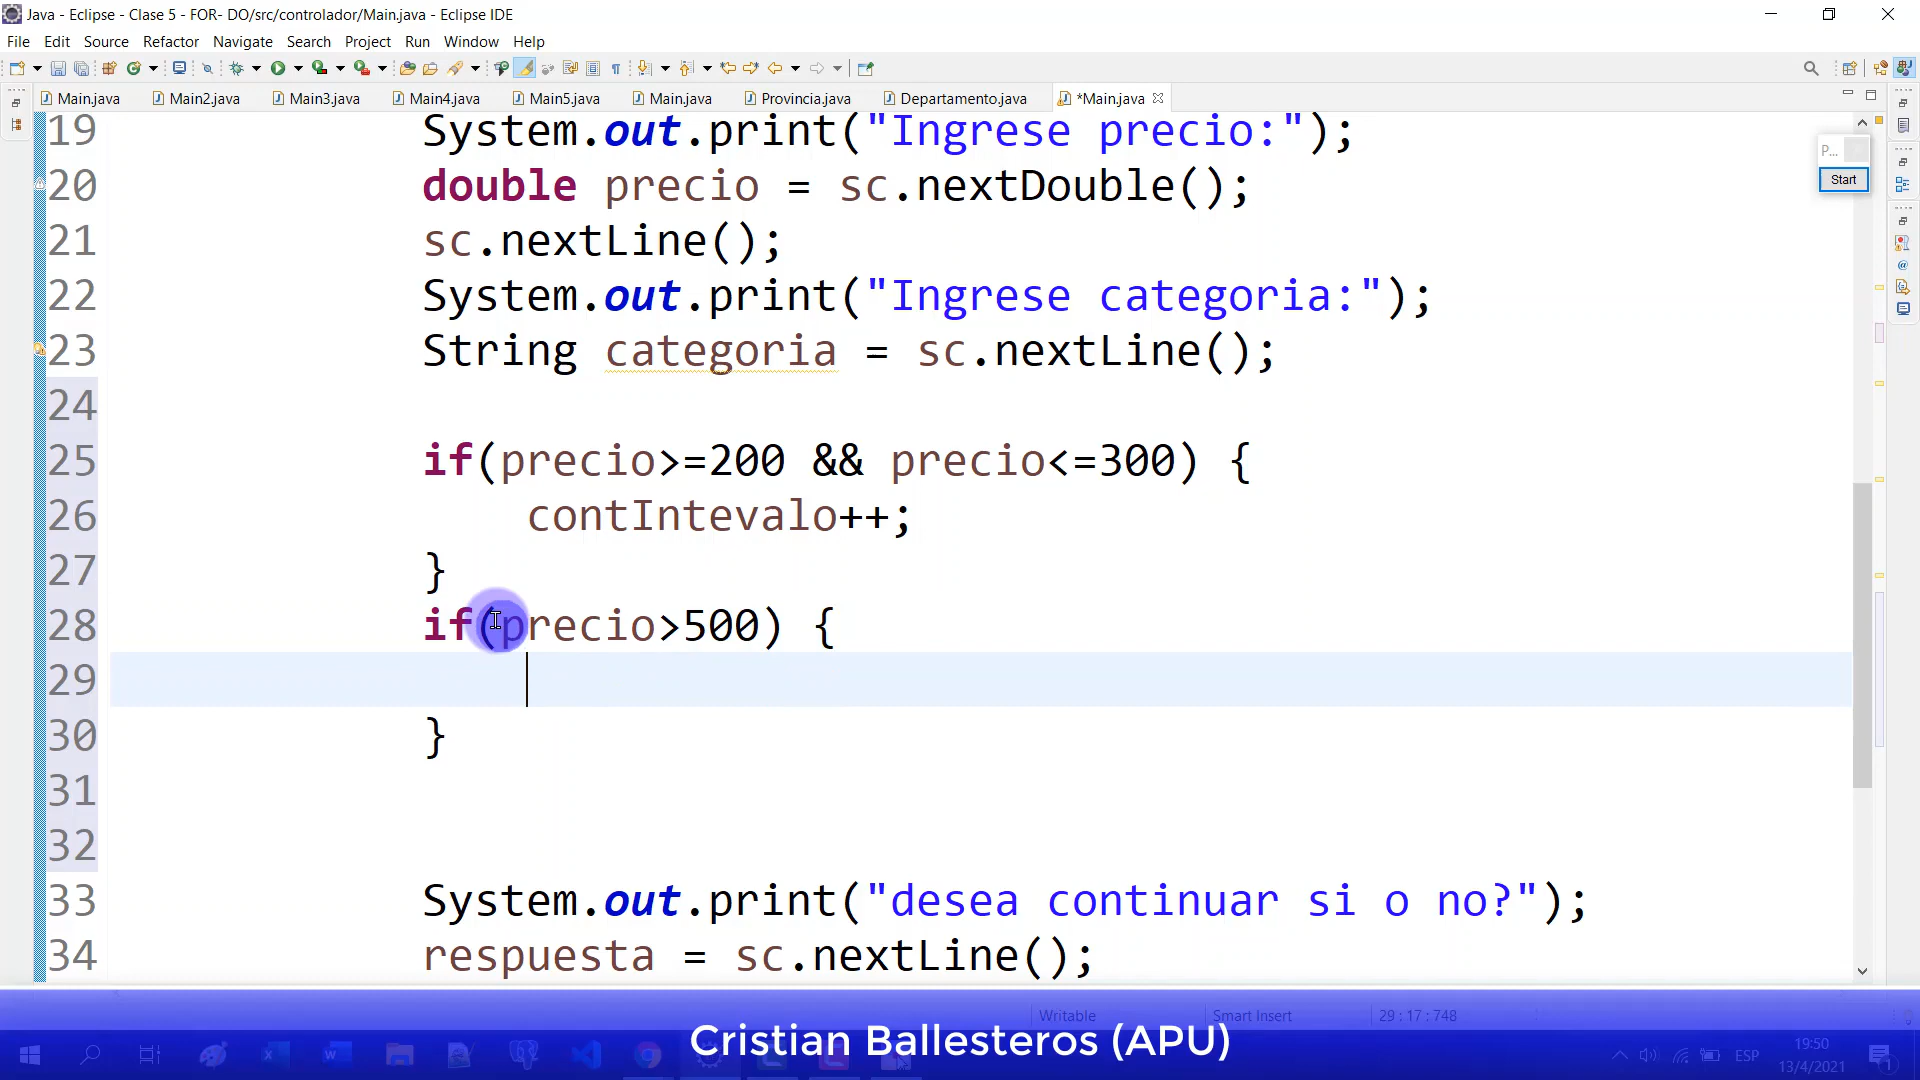 Java - Eclipse - Clase 5 - FOR- DO/src/controlador/Main.java - Eclipse IDE
File Edit Source Refactor Navigate Search Project Run Window Help
Main.java Main2.java Main3.java Main4.java Main5.java Main.java Provincia.java Departamento.java *Main.java
19 System.out.print("Ingrese precio:");
P...
Start
20 double precio = sc.nextDouble();
21 sc.nextLine();
22 System.out.print("Ingrese categoria:");
23 String categoria = sc.nextLine();
24
25 if(precio>=200 && precio<=300) {
26 contIntevalo++;
27 }
28 if(precio>500) {
29
30 }
31
32
33 System.out.print("desea continuar si o no?");
34 respuesta = sc.nextLine();
Writable Smart Insert 29 : 17 : 748
Cristian Ballesteros (APU)
ESP
19:50
13/4/2021